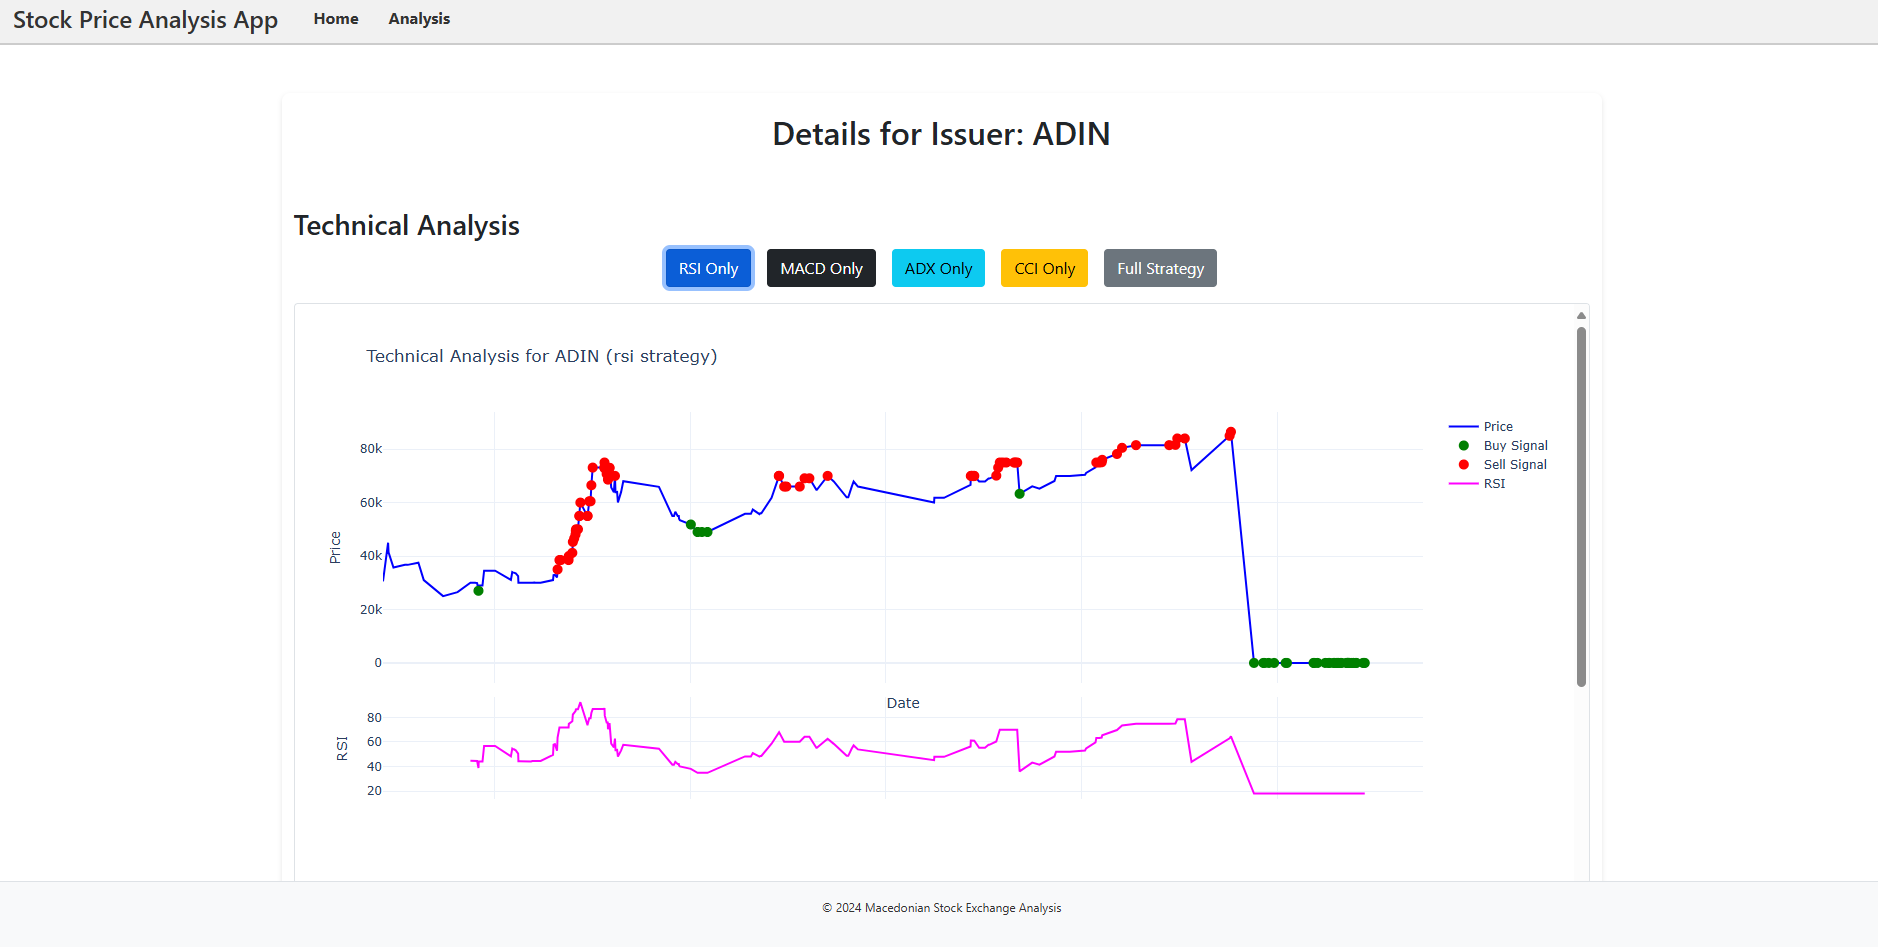 Stock Price Analysis App Home Analysis
Details for Issuer: ADIN
Technical Analysis
RSI Only MACD Only ADX Only CCI Only Full Strategy
Technical Analysis for ADIN (rsi strategy)
Price
80k
60k
40k
20k
0
Price
Buy Signal
Sell Signal
RSI
Date
RSI
80
60
40
20
© 2024 Macedonian Stock Exchange Analysis